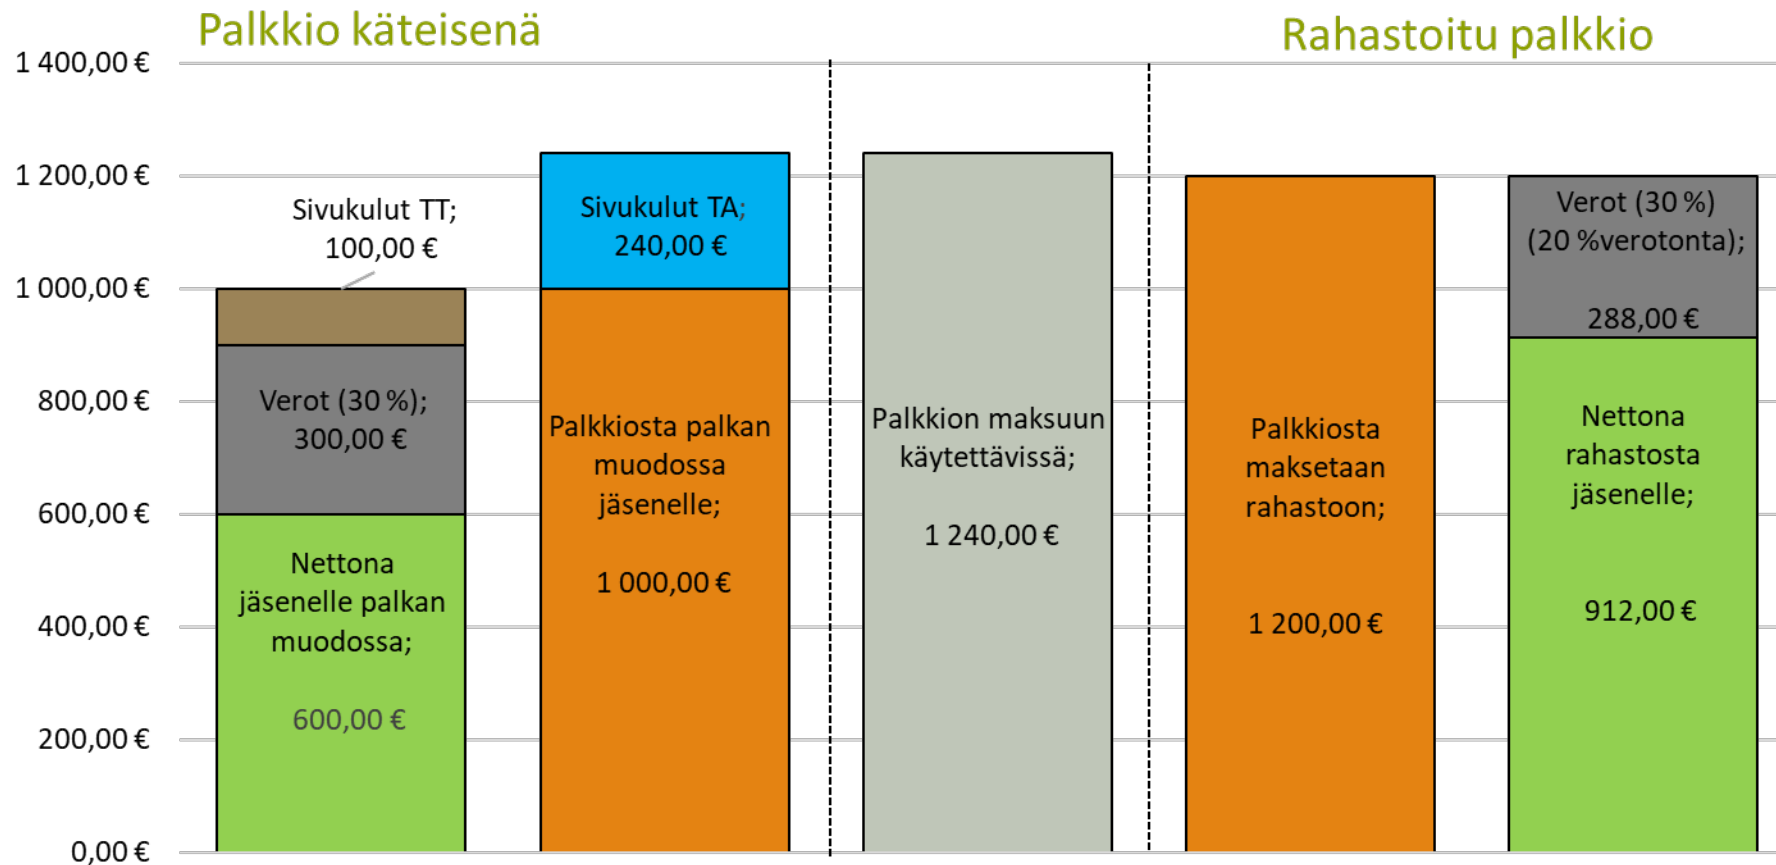 Palkkio käteisenä
Rahastoitu palkkio
1 400,00 €
1 200,00 €
1 000,00 €
800,00 €
600,00 €
400,00 €
200,00 €
0,00 €
Sivukulut TT;
100,00 €
Verot (30 %);
300,00 €
Nettona
jäsenelle palkan
muodossa;
600,00 €
Sivukulut TA;
240,00 €
Palkkiosta palkan
muodossa
jäsenelle;
1 000,00 €
Palkkion maksuun
käytettävissä;
1 240,00 €
Palkkiosta
maksetaan
rahastoon;
1 200,00 €
Verot (30 %)
(20 %verotonta);
288,00 €
Nettona
rahastosta
jäsenelle;
912,00 €